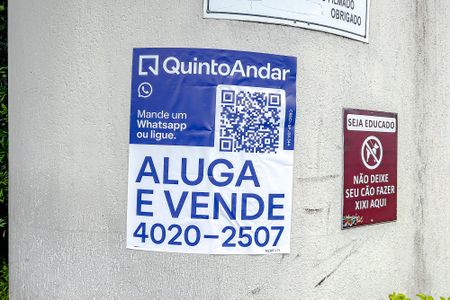 FILMADO
OBRIGADO
QuintoAndar
Mande um
Whatsapp
ou ligue.
ALUGA
E VENDE
4020-2507
SEJA EDUCADO
NÃO DEIXE
SEU CÃO FAZER
XIXI AQUI